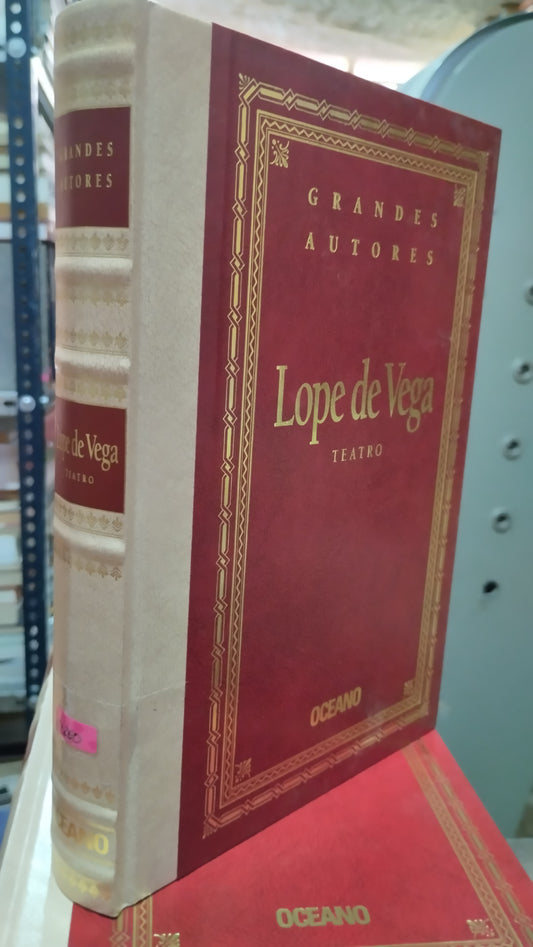 GRANDES
AUTORES
Lope de Vega
TEATRO
OCEANO
GRANDES
AUTORES
Lope de Vega
TEATRO
OCEANO
OCEANO